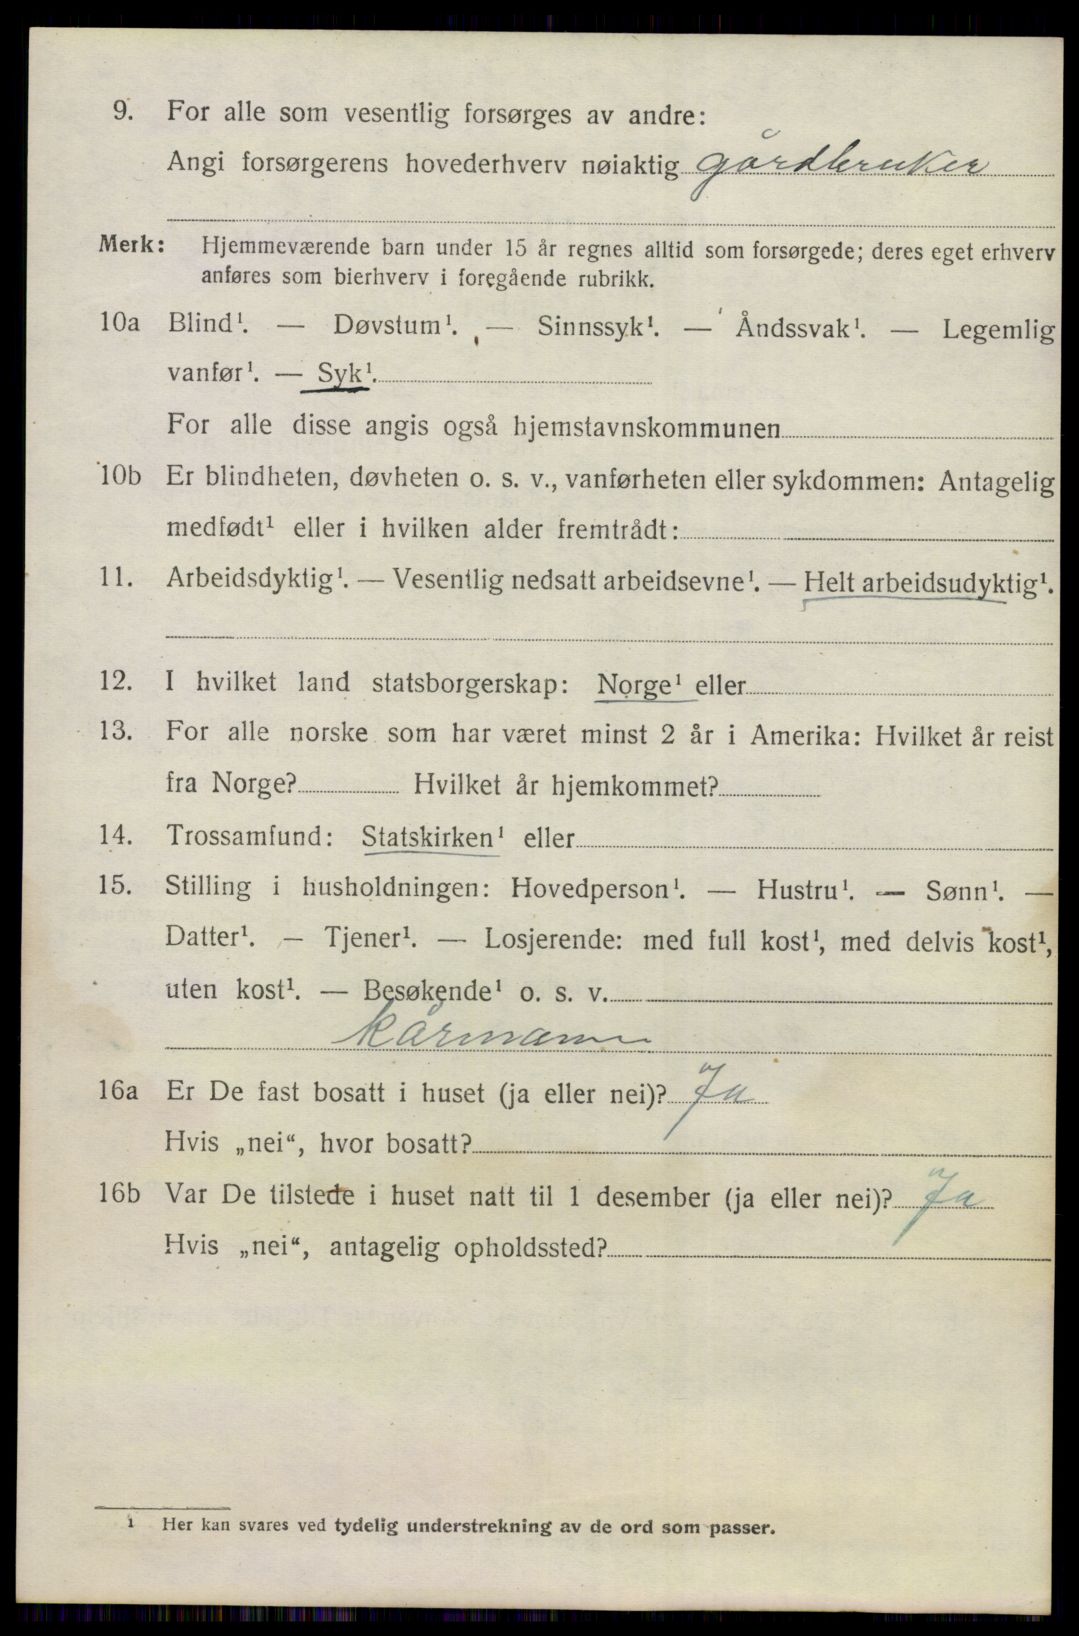 9. For alle som vesentlig forsørges av andre:
Angi forsørgerens hovederhverv nøiaktig gårdbruker
Merk: Hjemmeværende barn under 15 år regnes alltid som forsørgede; deres eget erhverv
anføres som bierhverv i foregående rubrikk.
10a Blind¹. — Døvstum¹. — Sinnssyk¹. — Åndssvak¹. — Legemlig
vanfør¹. — Syk¹.
For alle disse angis også hjemstavnskommunen
10b Er blindheten, døvheten o. s. v., vanførheten eller sykdommen: Antagelig
medfødt¹ eller i hvilken alder fremtrådt:
11. Arbeidsdyktig¹. — Vesentlig nedsatt arbeidsevne¹. — Helt arbeidsudyktig¹.
12. I hvilket land statsborgerskap: Norge¹ eller
13. For alle norske som har været minst 2 år i Amerika: Hvilket år reist
fra Norge? Hvilket år hjemkommet?
14. Trossamfund: Statskirken¹ eller
15. Stilling i husholdningen: Hovedperson¹. — Hustru¹. — Sønn¹. —
Datter¹. — Tjener¹. — Losjerende: med full kost¹, med delvis kost¹,
uten kost¹. — Besøkende¹ o. s. v.
kårmann
16a Er De fast bosatt i huset (ja eller nei)? Ja
Hvis „nei“, hvor bosatt?
16b Var De tilstede i huset natt til 1 desember (ja eller nei)? Ja
Hvis „nei“, antagelig opholdssted?
¹ Her kan svares ved tydelig understrekning av de ord som passer.